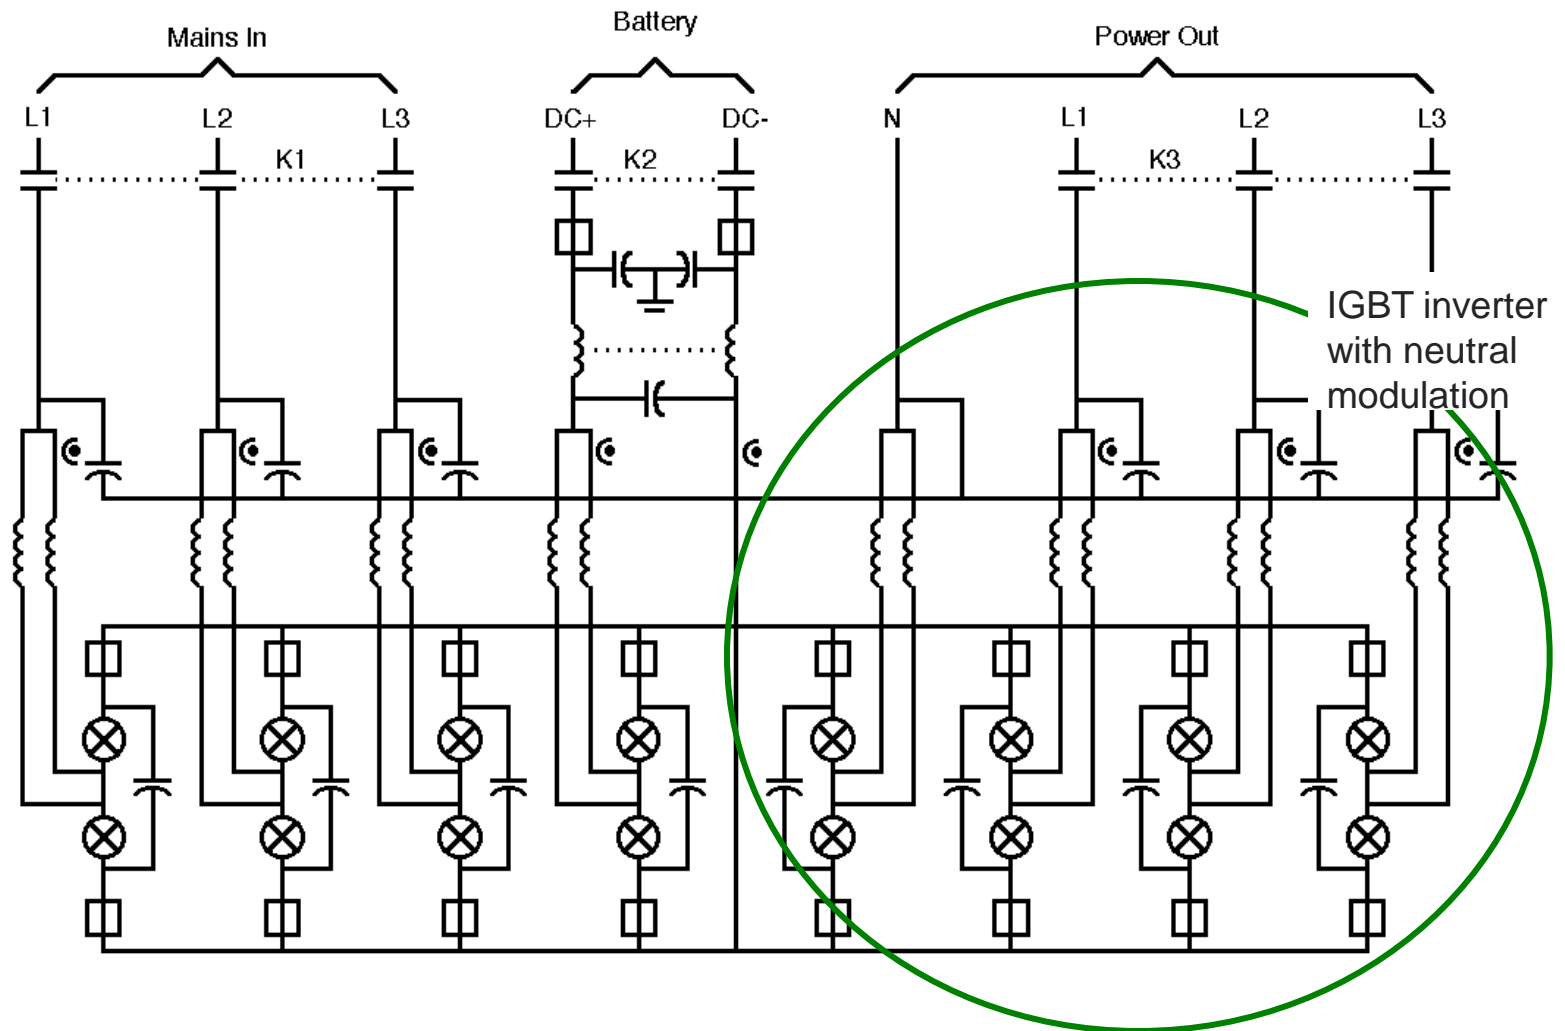 Mains In
Battery
Power Out
L1
L2
L3
DC+
DC-
N
L1
L2
L3
K1
K2
K3
IGBT inverter
with neutral
modulation